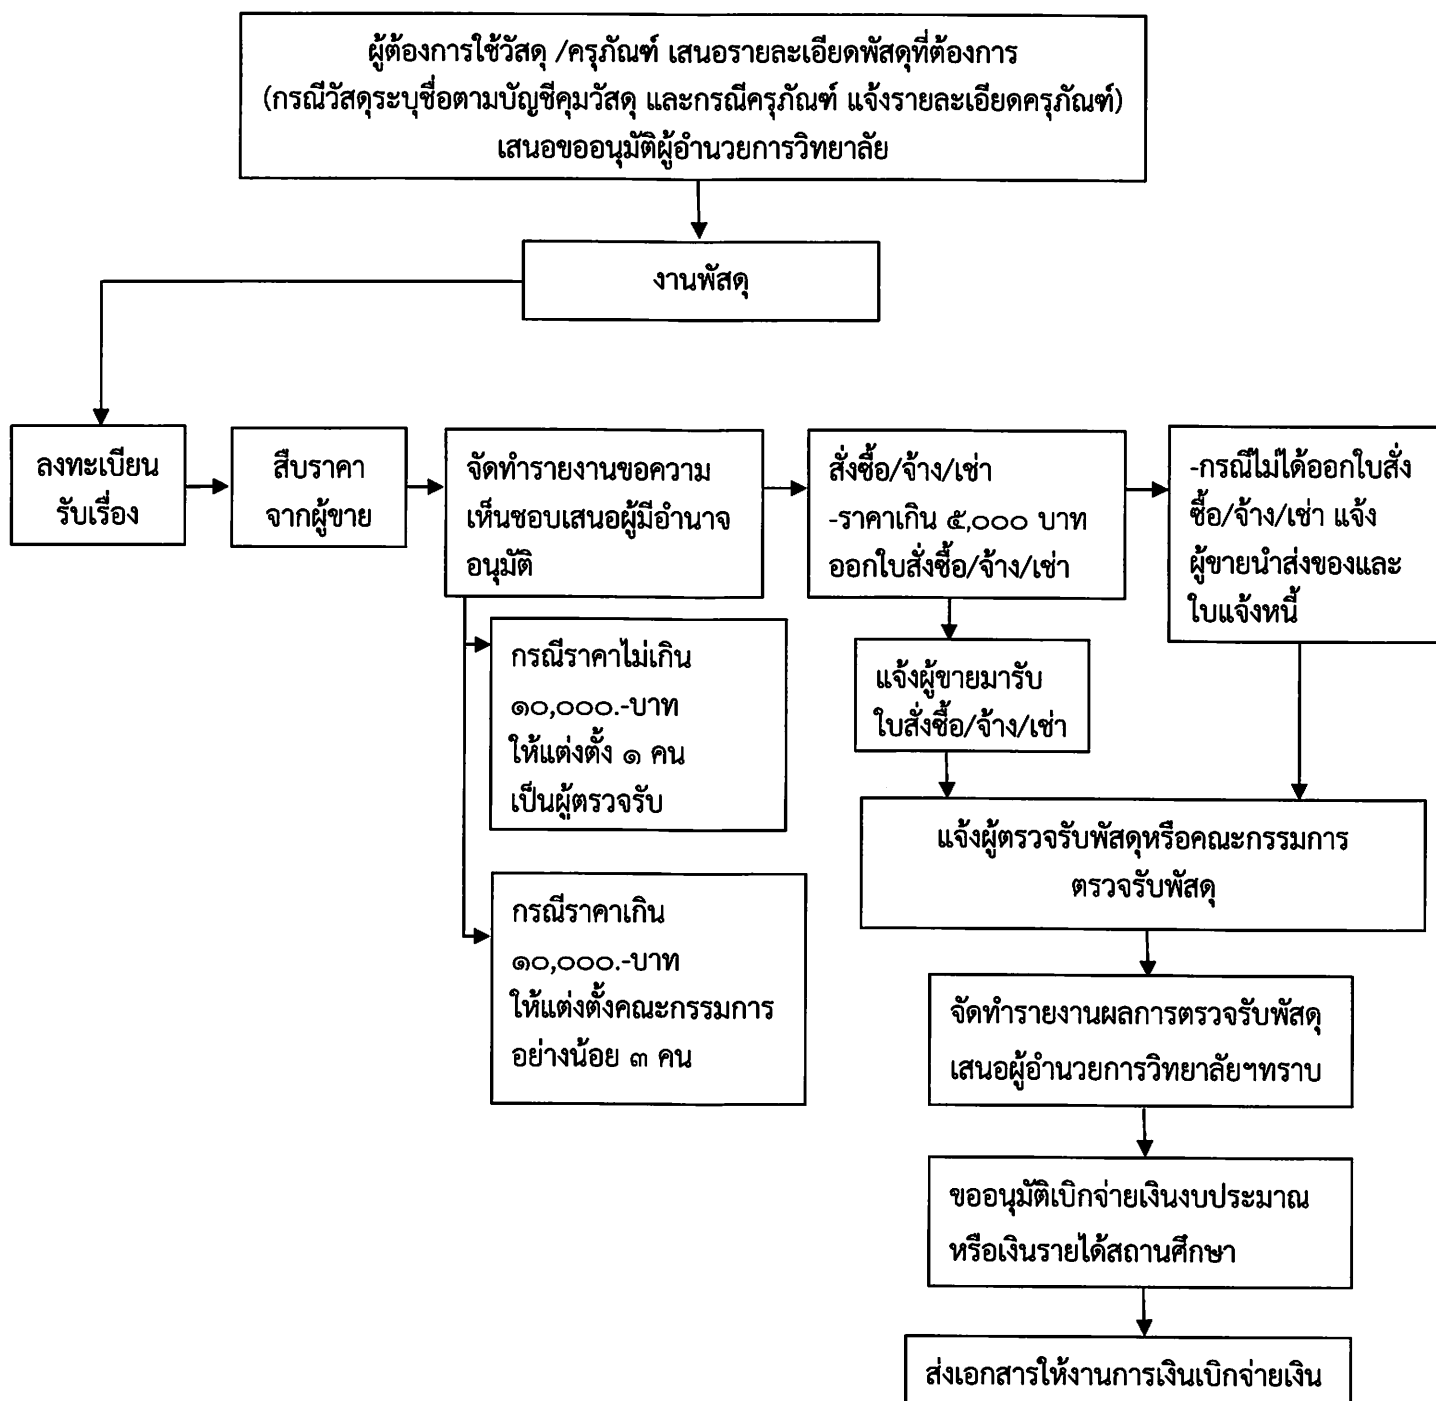 ผู้ต้องการใช้วัสดุ /ครุภัณฑ์ เสนอรายละเอียดพัสดุที่ต้องการ
(กรณีวัสดุระบุชื่อตามบัญชีคุมวัสดุ และกรณีครุภัณฑ์ แจ้งรายละเอียดครุภัณฑ์)
เสนอขออนุมัติผู้อำนวยการวิทยาลัย
งานพัสดุ
ลงทะเบียน
รับเรื่อง
สืบราคา
จากผู้ขาย
จัดทำรายงานขอความ
เห็นชอบเสนอผู้มีอำนาจ
อนุมัติ
สั่งซื้อ/จ้าง/เช่า
-ราคาเกิน ๕,๐๐๐ บาท
ออกใบสั่งซื้อ/จ้าง/เช่า
-กรณีไม่ได้ออกใบสั่ง
ซื้อ/จ้าง/เช่า แจ้ง
ผู้ขายนำส่งของและ
ใบแจ้งหนี้
กรณีราคาไม่เกิน
๑๐,๐๐๐.-บาท
ให้แต่งตั้ง ๑ คน
เป็นผู้ตรวจรับ
แจ้งผู้ขายมารับ
ใบสั่งซื้อ/จ้าง/เช่า
แจ้งผู้ตรวจรับพัสดุหรือคณะกรรมการ
ตรวจรับพัสดุ
กรณีราคาเกิน
๑๐,๐๐๐.-บาท
ให้แต่งตั้งคณะกรรมการ
อย่างน้อย ๓ คน
จัดทำรายงานผลการตรวจรับพัสดุ
เสนอผู้อำนวยการวิทยาลัยฯทราบ
ขออนุมัติเบิกจ่ายเงินงบประมาณ
หรือเงินรายได้สถานศึกษา
ส่งเอกสารให้งานการเงินเบิกจ่ายเงิน